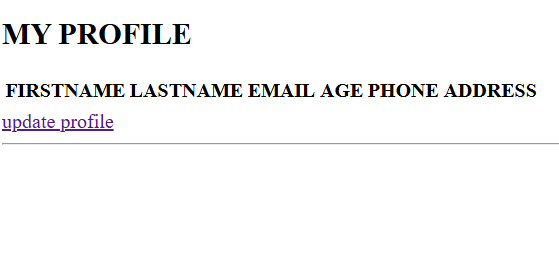 MY PROFILE
FIRSTNAME LASTNAME EMAIL AGE PHONE ADDRESS
update profile